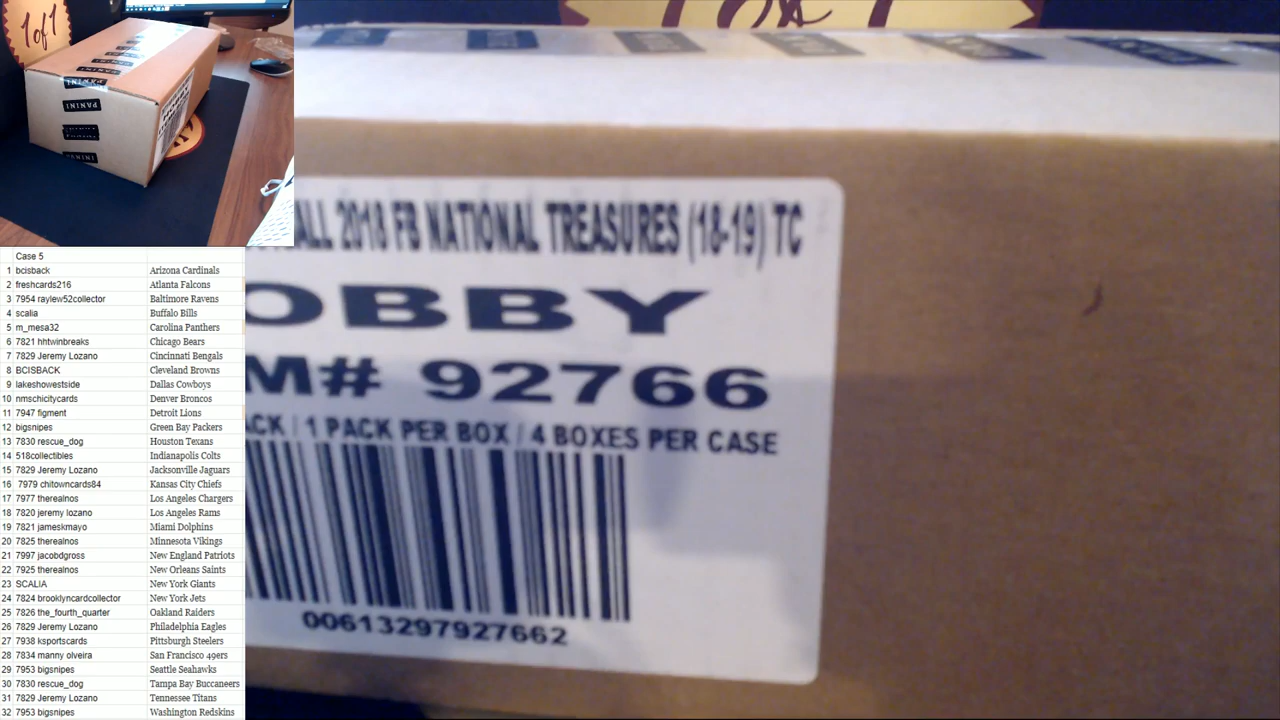 1of1
PANINI
PANINI
PANINI
ALL 2018 FB NATIONAL TREASURES (18-19) TC
OBBY
M# 92766
ACK / 1 PACK PER BOX / 4 BOXES PER CASE
00613297927662
Case 5
1 bcisback Arizona Cardinals
2 freshcards216 Atlanta Falcons
3 7954 raylew52collector Baltimore Ravens
4 scalia Buffalo Bills
5 m_mesa32 Carolina Panthers
6 7821 hhtwinbreaks Chicago Bears
7 7829 Jeremy Lozano Cincinnati Bengals
8 BCISBACK Cleveland Browns
9 lakeshowestside Dallas Cowboys
10 nmschicitycards Denver Broncos
11 7947 figment Detroit Lions
12 bigsnipes Green Bay Packers
13 7830 rescue_dog Houston Texans
14 518collectibles Indianapolis Colts
15 7829 Jeremy Lozano Jacksonville Jaguars
16 7979 chitowncards84 Kansas City Chiefs
17 7977 therealnos Los Angeles Chargers
18 7820 jeremy lozano Los Angeles Rams
19 7821 jameskmayo Miami Dolphins
20 7825 therealnos Minnesota Vikings
21 7997 jacobdgross New England Patriots
22 7925 therealnos New Orleans Saints
23 SCALIA New York Giants
24 7824 brooklyncardcollector New York Jets
25 7826 the_fourth_quarter Oakland Raiders
26 7829 Jeremy Lozano Philadelphia Eagles
27 7938 ksportscards Pittsburgh Steelers
28 7834 manny olveira San Francisco 49ers
29 7953 bigsnipes Seattle Seahawks
30 7830 rescue_dog Tampa Bay Buccaneers
31 7829 Jeremy Lozano Tennessee Titans
32 7953 bigsnipes Washington Redskins